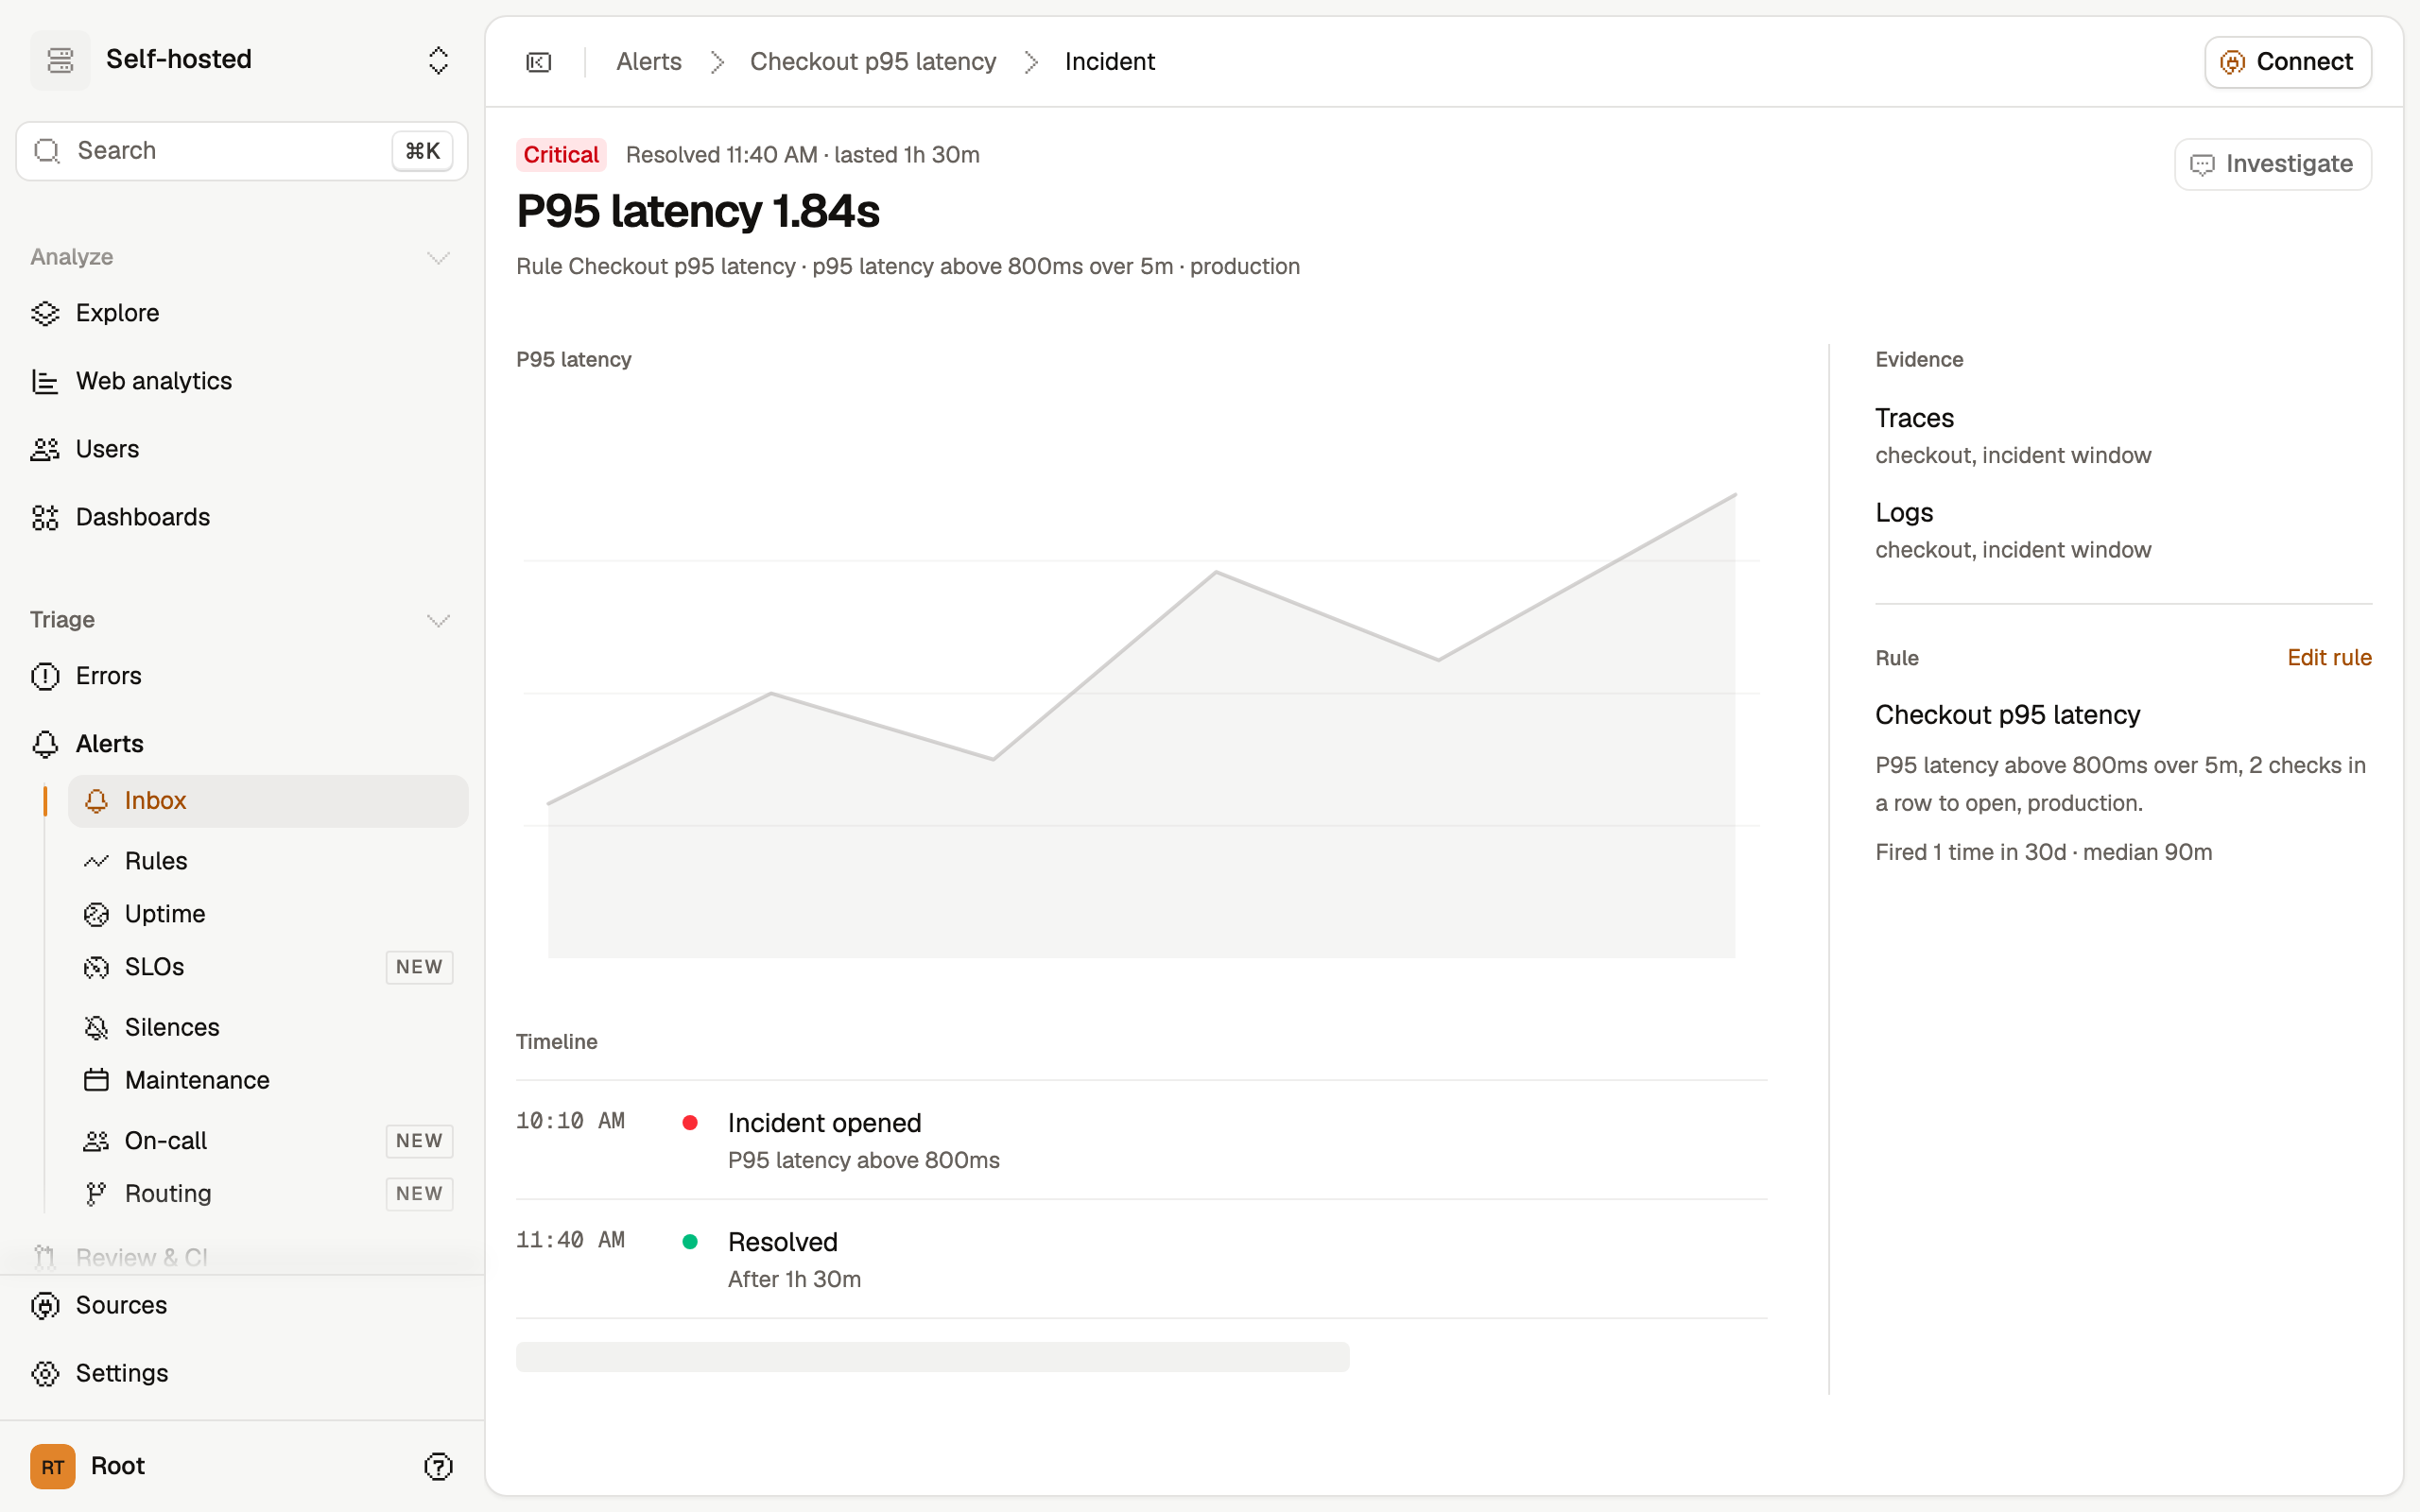 Self-hosted
Search
⌘K
Analyze
Explore
Web analytics
Users
Dashboards
Triage
Errors
Alerts
Inbox
Rules
Uptime
SLOs NEW
Silences
Maintenance
On-call NEW
Routing NEW
Review & CI
Sources
Settings
RT Root
Alerts Checkout p95 latency Incident
Connect
Critical Resolved 11:40 AM · lasted 1h 30m
Investigate
P95 latency 1.84s
Rule Checkout p95 latency · p95 latency above 800ms over 5m · production
P95 latency
Timeline
10:10 AM Incident opened
P95 latency above 800ms
11:40 AM Resolved
After 1h 30m
Evidence
Traces
checkout, incident window
Logs
checkout, incident window
Rule Edit rule
Checkout p95 latency
P95 latency above 800ms over 5m, 2 checks in
a row to open, production.
Fired 1 time in 30d · median 90m